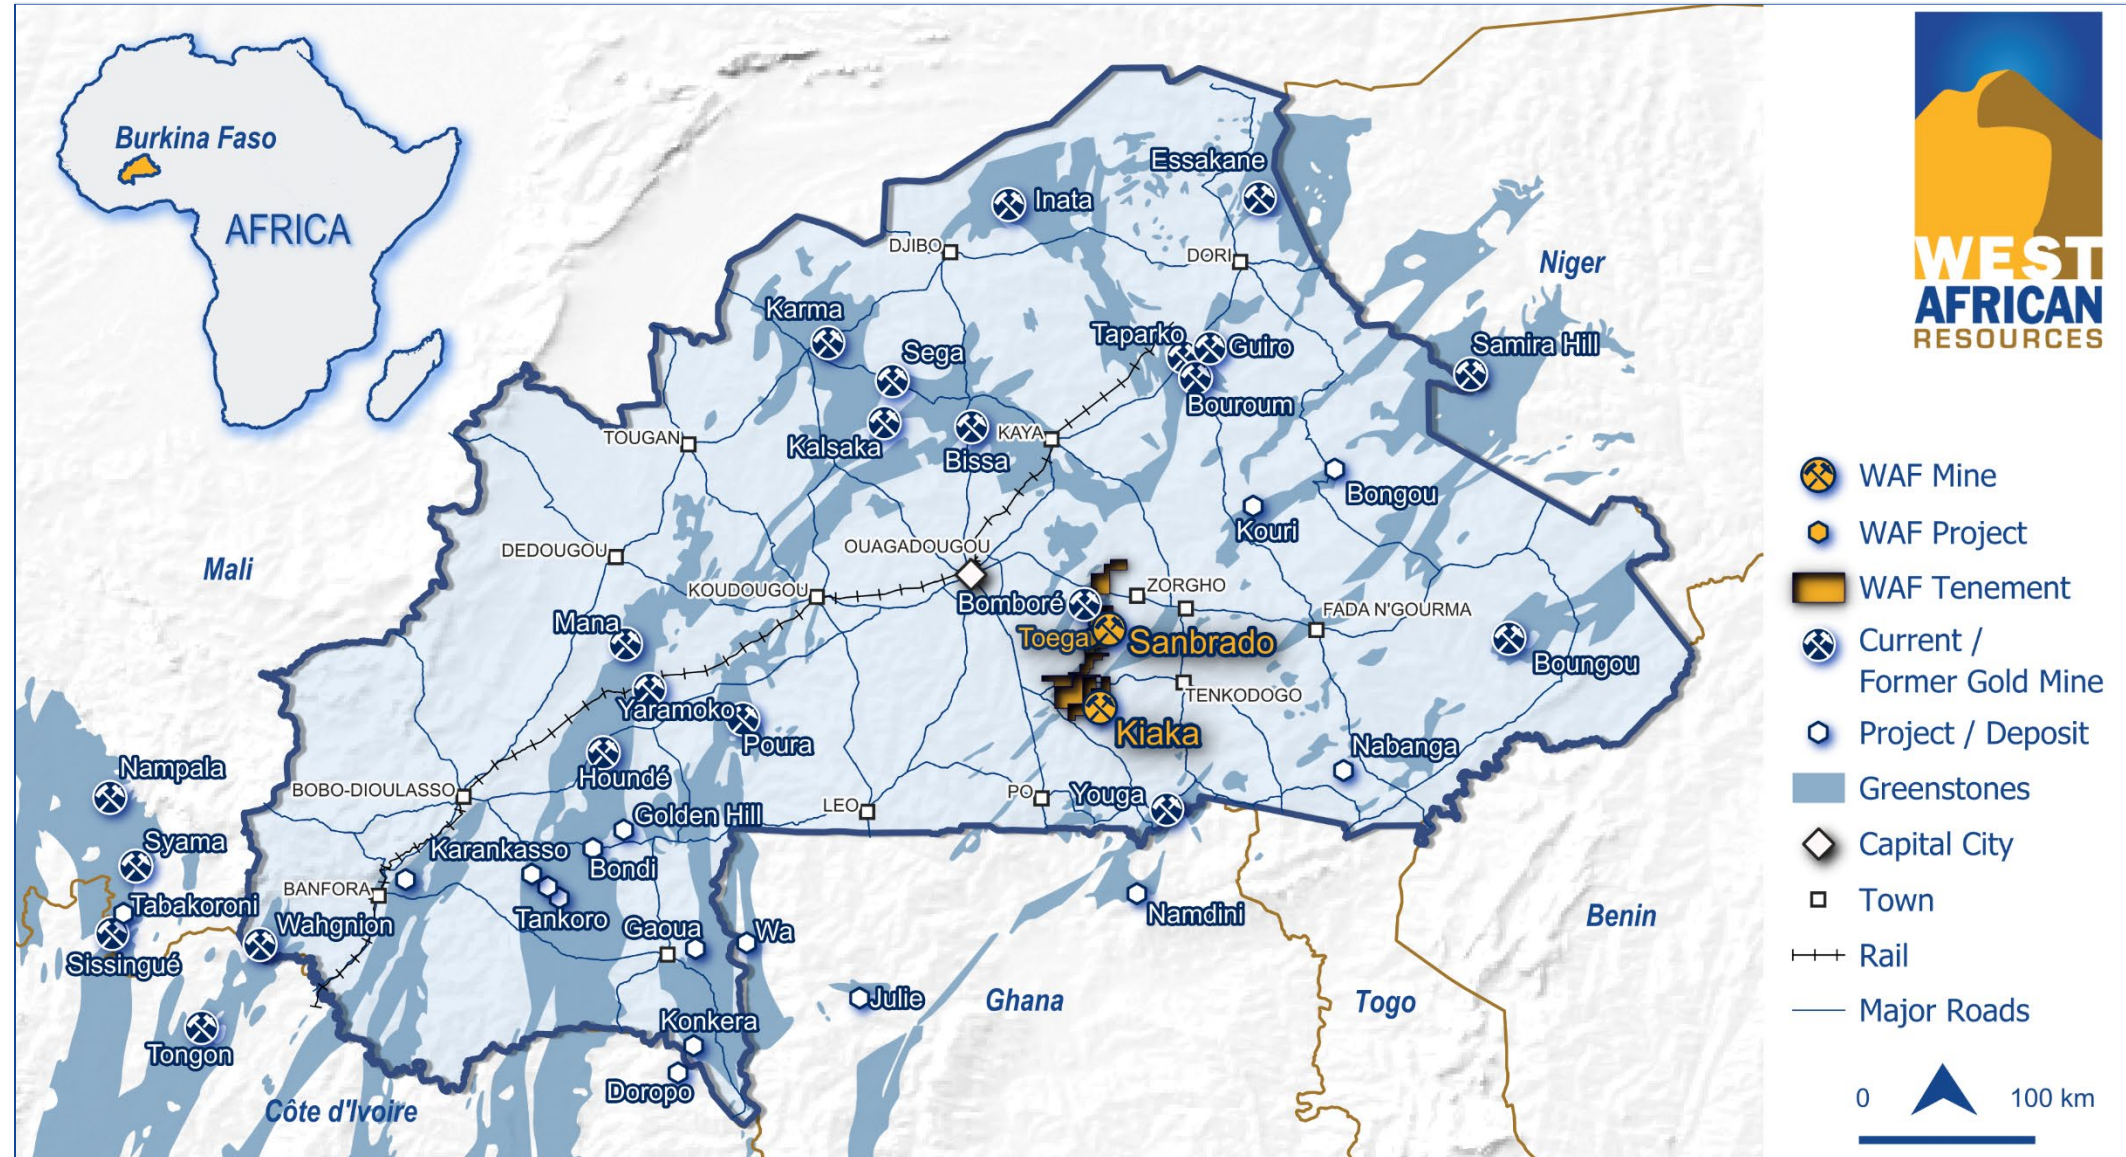 Burkina Faso
AFRICA
Essakane
Inata
DJIBO
DORI
Niger
Karma
Taparko
Guiro
Samira Hill
Sega
Bouroum
TOUGAN
Kalsaka
KAYA
Bissa
Bongou
Kouri
Mali
DEDOUGOU
OUAGADOUGOU
KOUDOUGOU
Bomboré
ZORGHO
FADA N'GOURMA
Mana
Toega
Sanbrado
Boungou
TENKODOGO
Yaramoko
Poura
Kiaka
Nabanga
Nampala
Houndé
BOBO-DIOULASSO
LEO
PO
Youga
Golden Hill
Syama
Karankasso
Bondi
BANFORA
Tabakoroni
Wahgnion
Tankoro
Gaoua
Wa
Namdini
Benin
Sissingué
Julie
Ghana
Togo
Konkera
Tongon
Doropo
Côte d'Ivoire
WEST
AFRICAN
RESOURCES
WAF Mine
WAF Project
WAF Tenement
Current /
Former Gold Mine
Project / Deposit
Greenstones
Capital City
Town
Rail
Major Roads
0 100 km